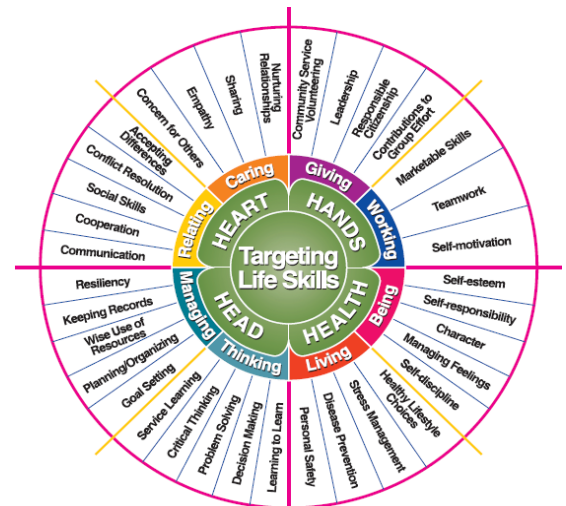 Targeting
Life Skills
HEART
HANDS
HEALTH
HEAD
Relating
Caring
Giving
Working
Being
Living
Thinking
Managing
Communication
Cooperation
Social Skills
Conflict Resolution
Accepting
Differences
Concern for Others
Empathy
Sharing
Nurturing
Relationships
Community Service
Volunteering
Leadership
Responsible
Citizenship
Contributions to
Group Effort
Marketable Skills
Teamwork
Self-motivation
Self-esteem
Self-responsibility
Character
Managing Feelings
Self-discipline
Healthy Lifestyle
Choices
Stress Management
Disease Prevention
Personal Safety
Learning to Learn
Decision Making
Problem Solving
Critical Thinking
Service Learning
Goal Setting
Planning/Organizing
Wise Use of
Resources
Keeping Records
Resiliency